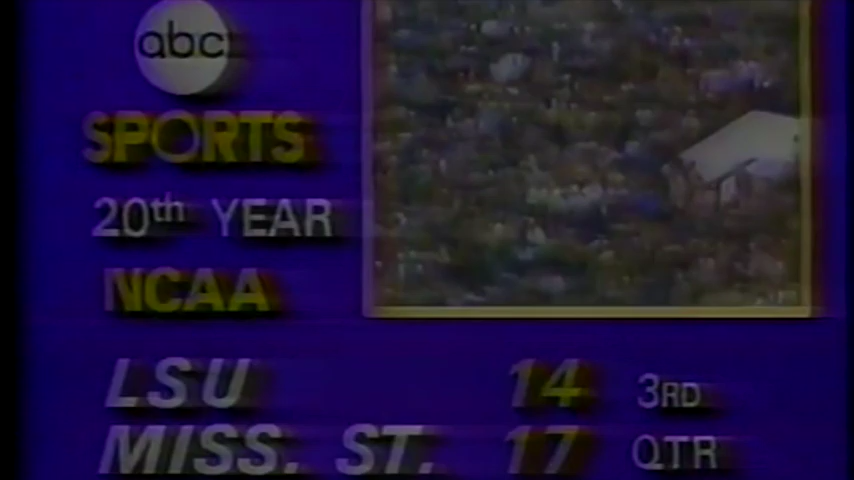 abc
SPORTS
20th YEAR
NCAA
LSU 14 3RD
MISS. ST. 17 QTR